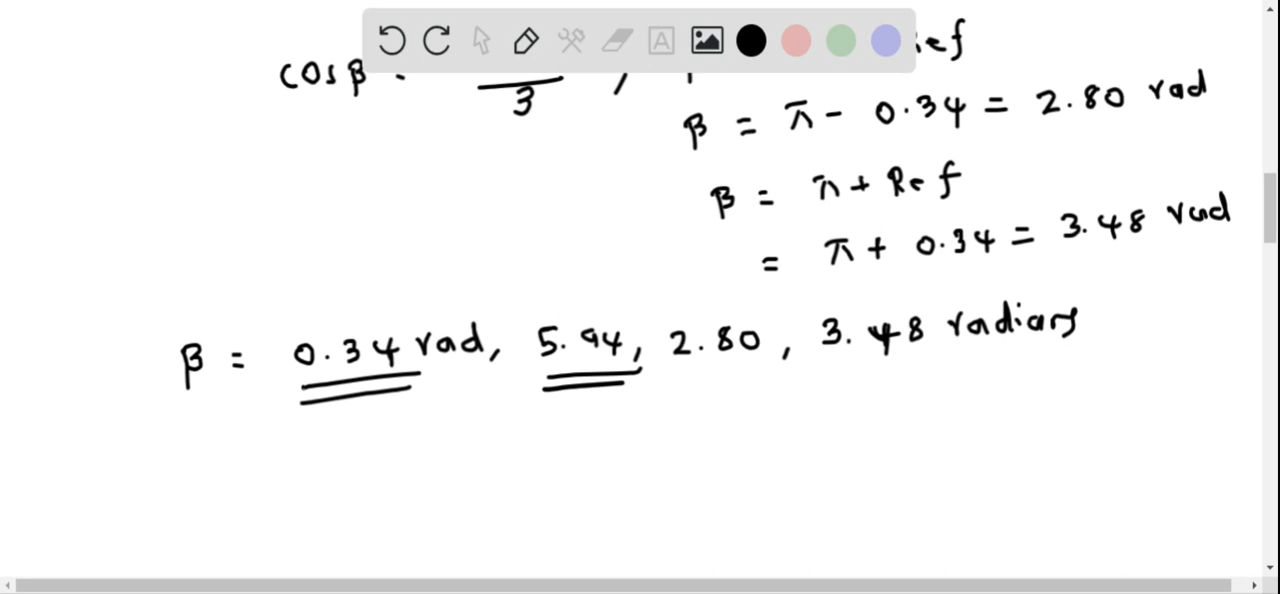 cos β
3 ,
β = π - 0.34 = 2.80 rad
β = π + Ref
= π + 0.34 = 3.48 rad
β = 0.34 rad, 5.94, 2.80, 3.48 radians